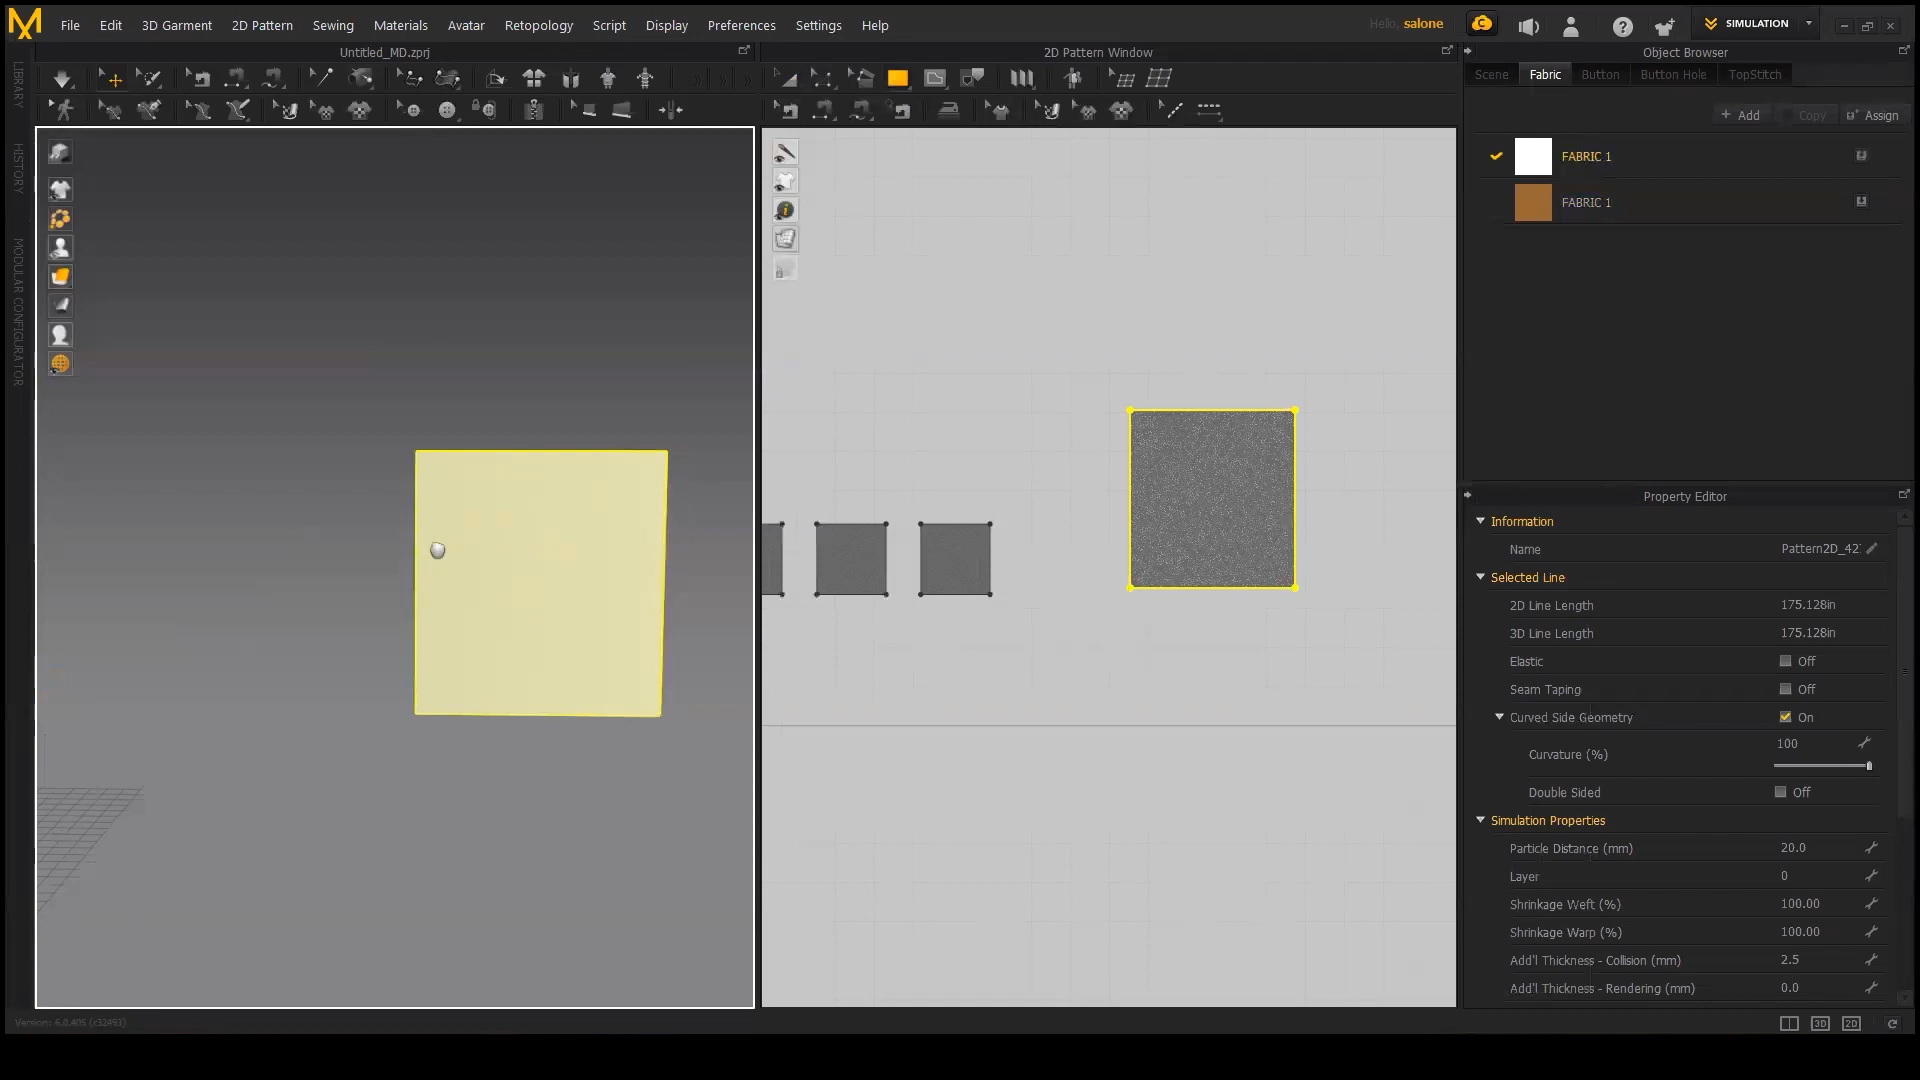 File Edit 3D Garment 2D Pattern Sewing Materials Avatar Retopology Script Display Preferences Settings Help
Hello, salone
SIMULATION
Untitled_MD.zprj
2D Pattern Window
Object Browser
Scene Fabric Button Button Hole TopStitch
+ Add Copy Assign
FABRIC 1
FABRIC 1
LIBRARY
HISTORY
MODULAR CONFIGURATOR
Property Editor
Information
Name Pattern2D_42
Selected Line
2D Line Length 175.128in
3D Line Length 175.128in
Elastic Off
Seam Taping Off
Curved Side Geometry On
Curvature (%) 100
Double Sided Off
Simulation Properties
Particle Distance (mm) 20.0
Layer 0
Shrinkage Weft (%) 100.00
Shrinkage Warp (%) 100.00
Add'l Thickness - Collision (mm) 2.5
Add'l Thickness - Rendering (mm) 0.0
Version: 6.0.405 (r32493)
3D 2D